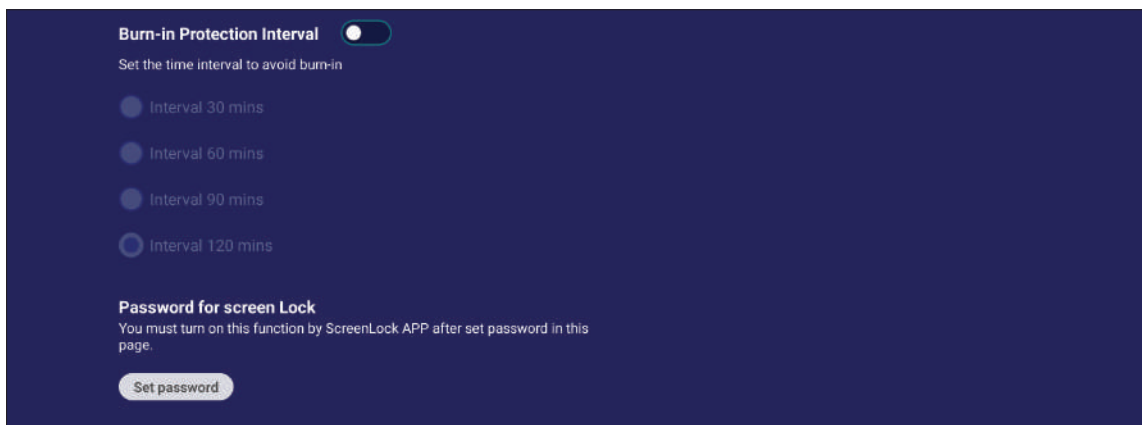 Burn-in Protection Interval
Set the time interval to avoid burn-in
Interval 30 mins
Interval 60 mins
Interval 90 mins
Interval 120 mins
Password for screen Lock
You must turn on this function by ScreenLock APP after set password in this
page.
Set password